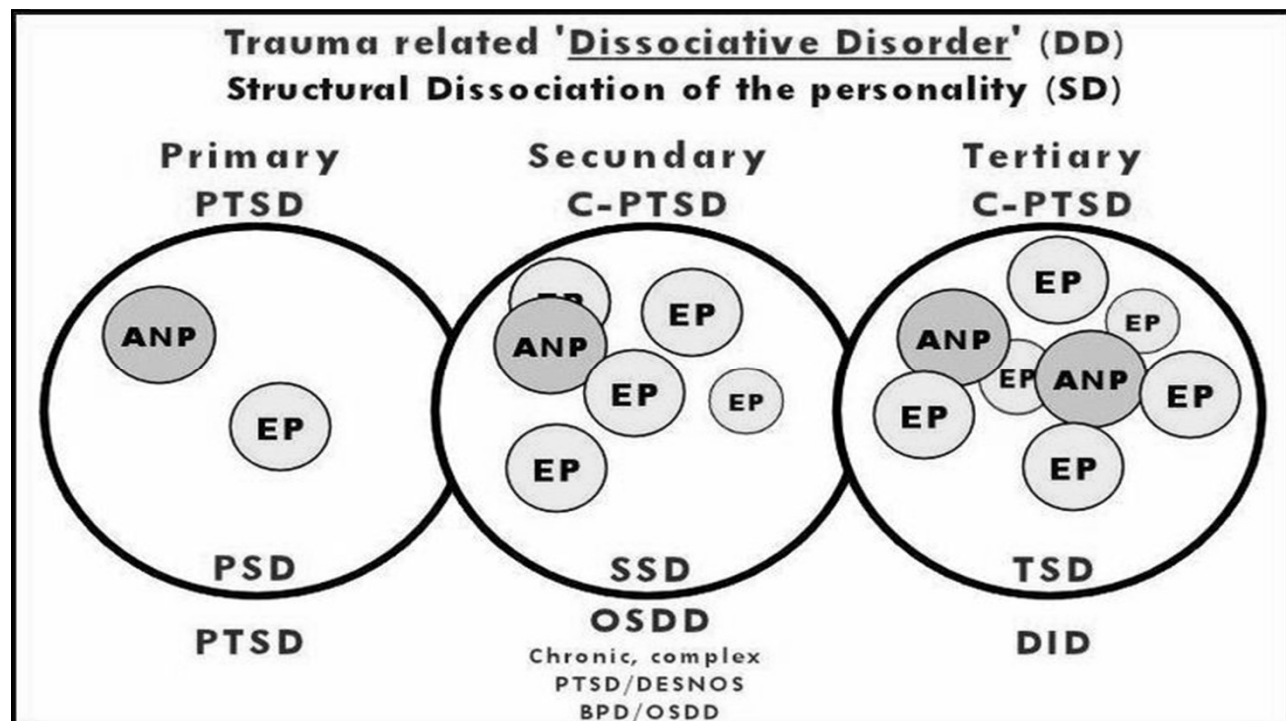 Trauma related 'Dissociative Disorder' (DD)
Structural Dissociation of the personality (SD)
Primary
PTSD
Secundary
C-PTSD
Tertiary
C-PTSD
ANP
EP
PSD
PTSD
EP
ANP
EP
EP
EP
EP
SSD
OSDD
Chronic, complex
PTSD/DESNOS
BPD/OSDD
EP
ANP
EP
EP
ANP
EP
EP
EP
TSD
DID